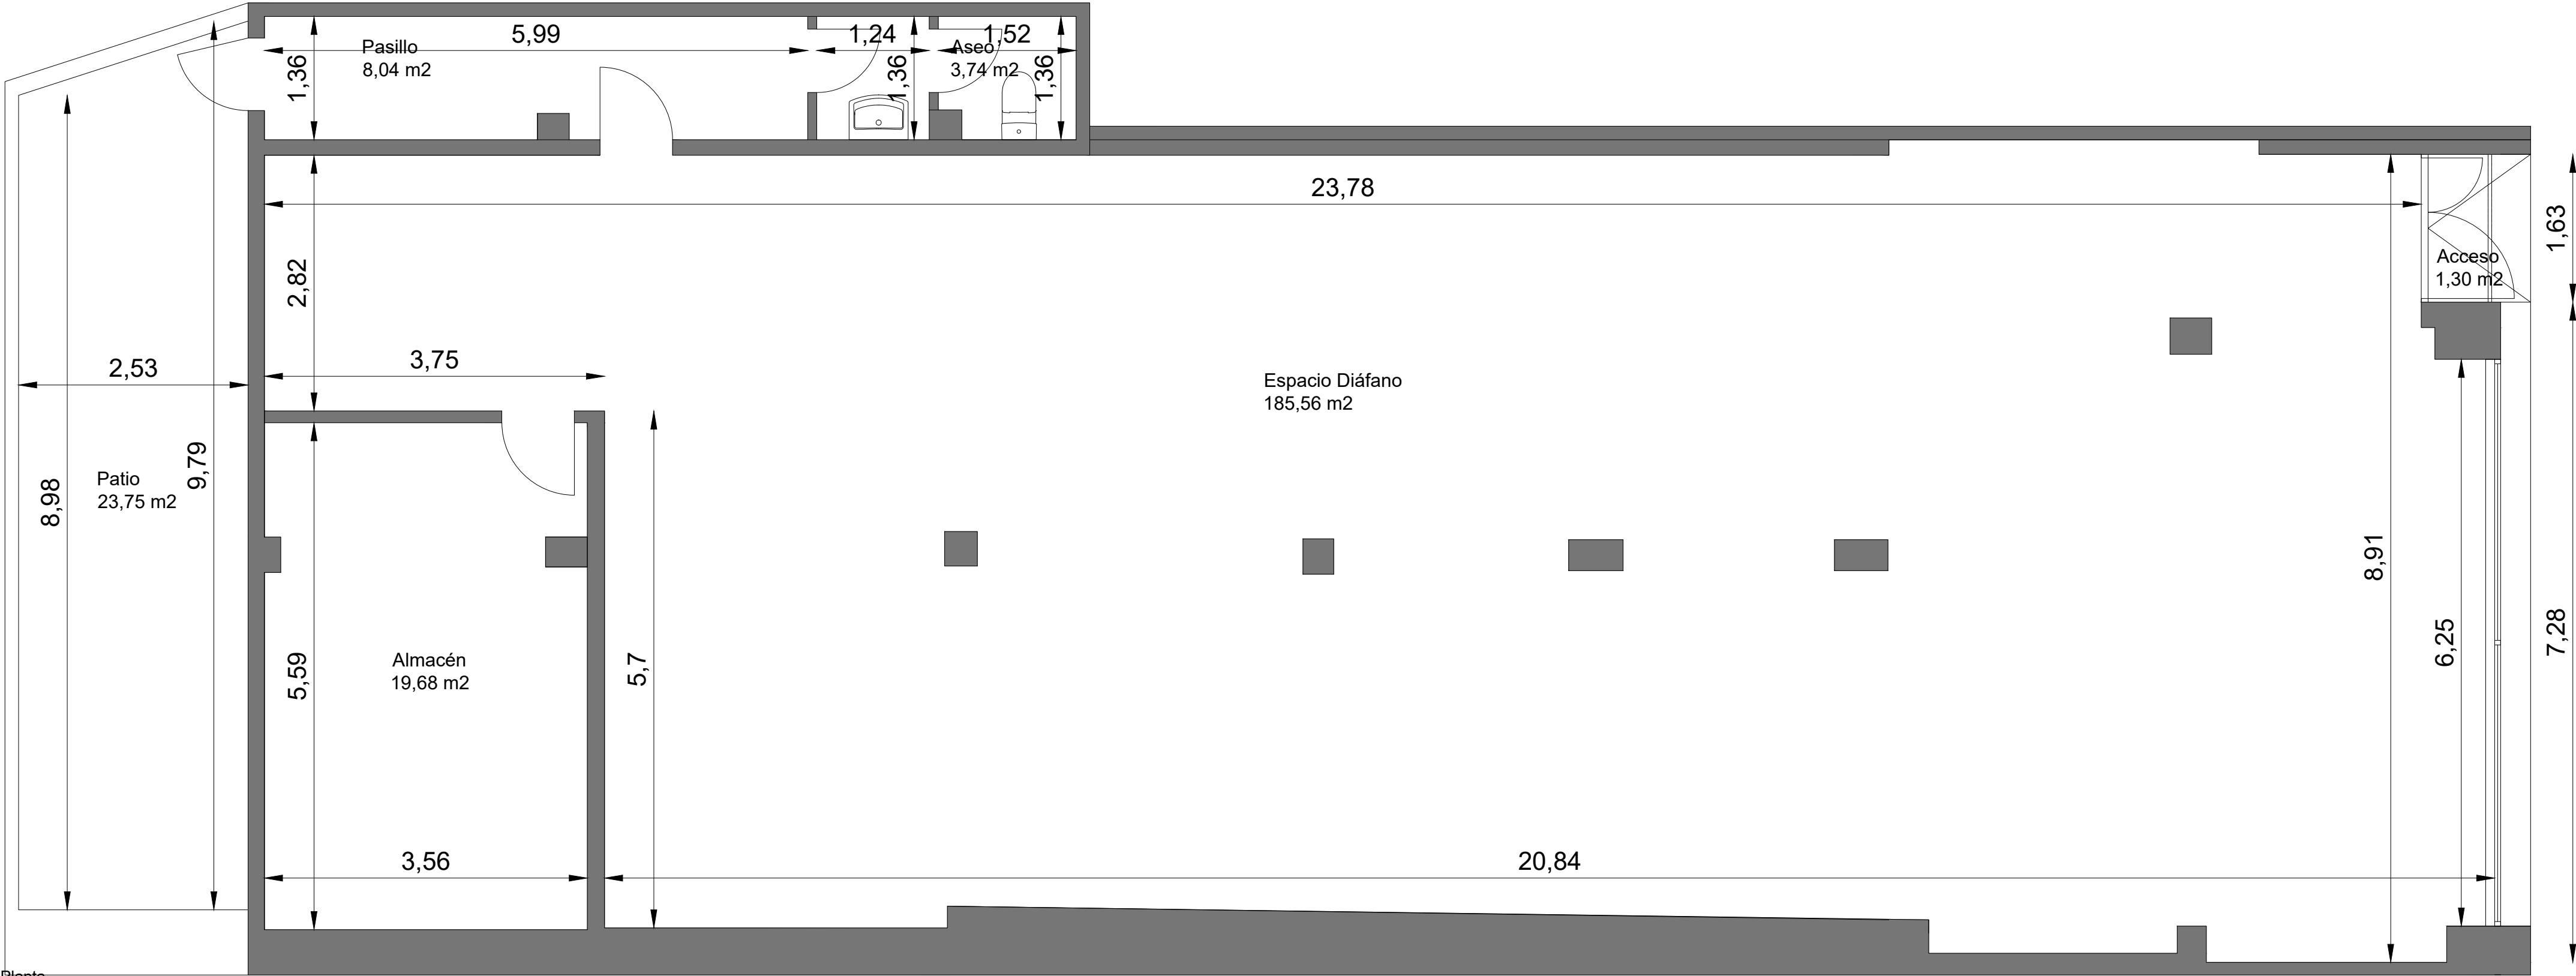 5,99
1,24
1,52
Pasillo
8,04 m2
Aseo
3,74 m2
1,36
1,36
1,36
23,78
1,63
2,82
Acceso
1,30 m2
2,53
3,75
Espacio Diáfano
185,56 m2
9,79
8,98
Patio
23,75 m2
8,91
6,25
7,28
5,59
Almacén
19,68 m2
5,7
3,56
20,84
Planta